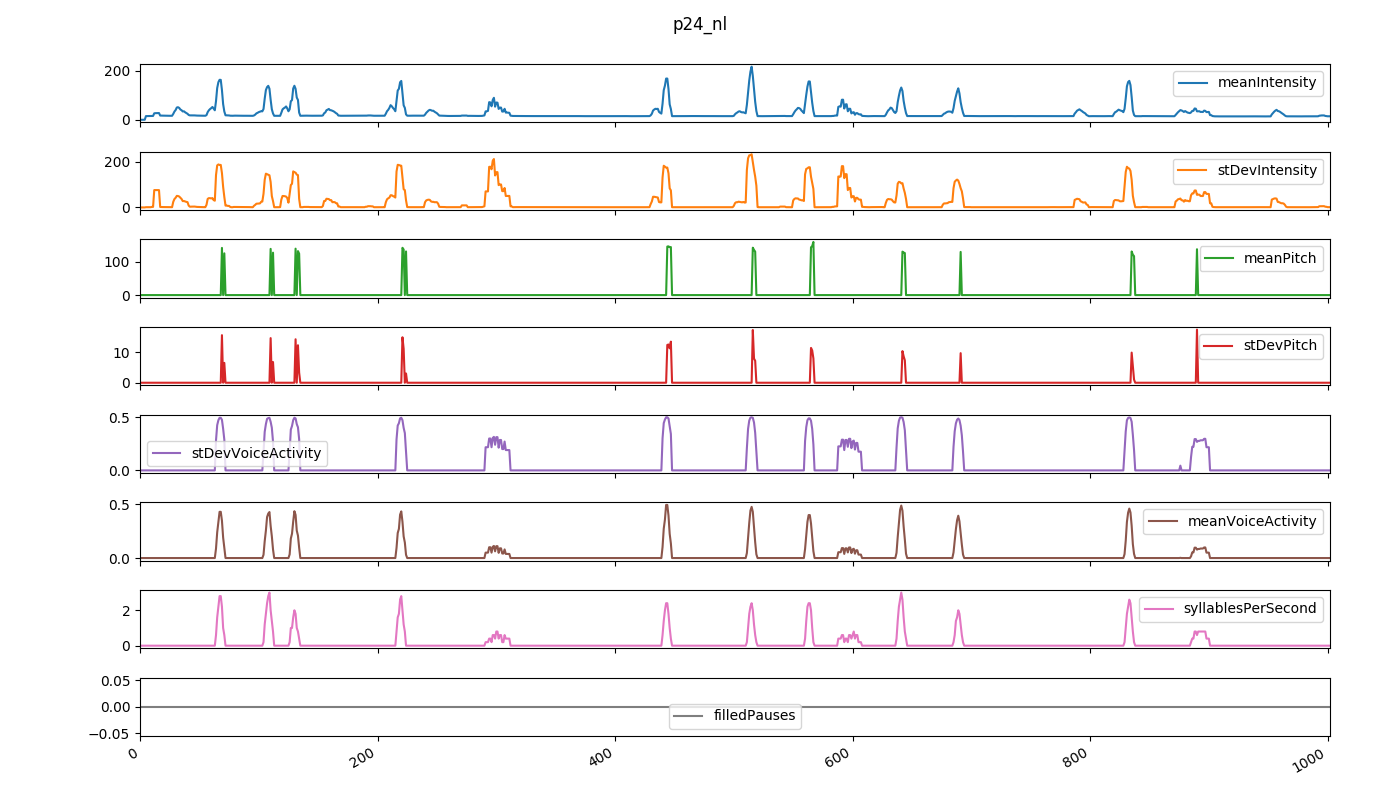 p24_nl
200
0
meanIntensity
200
0
stDevIntensity
100
0
meanPitch
10
0
stDevPitch
0.5
0.0
stDevVoiceActivity
0.5
0.0
meanVoiceActivity
2
0
syllablesPerSecond
0.05
0.00
−0.05
filledPauses
0 200 400 600 800 1000